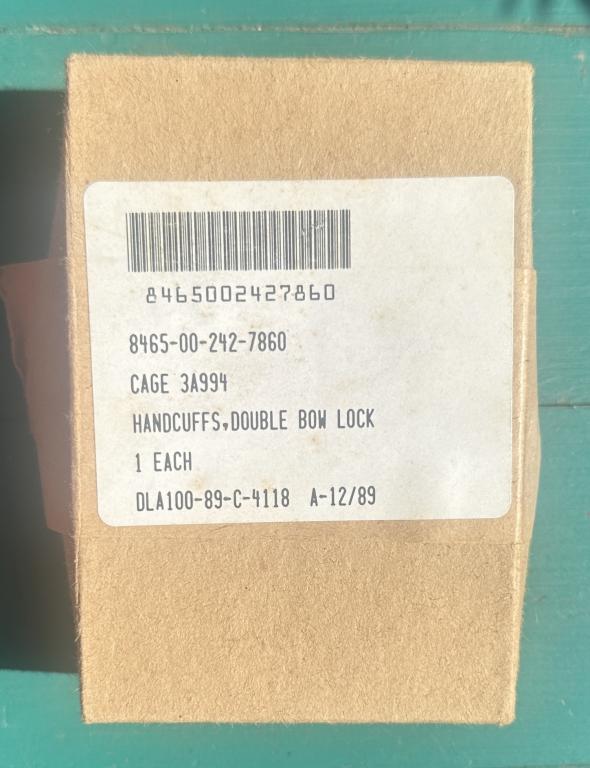 8465002427860
8465-00-242-7860
CAGE 3A994
HANDCUFFS,DOUBLE BOW LOCK
1 EACH
DLA100-89-C-4118 A-12/89